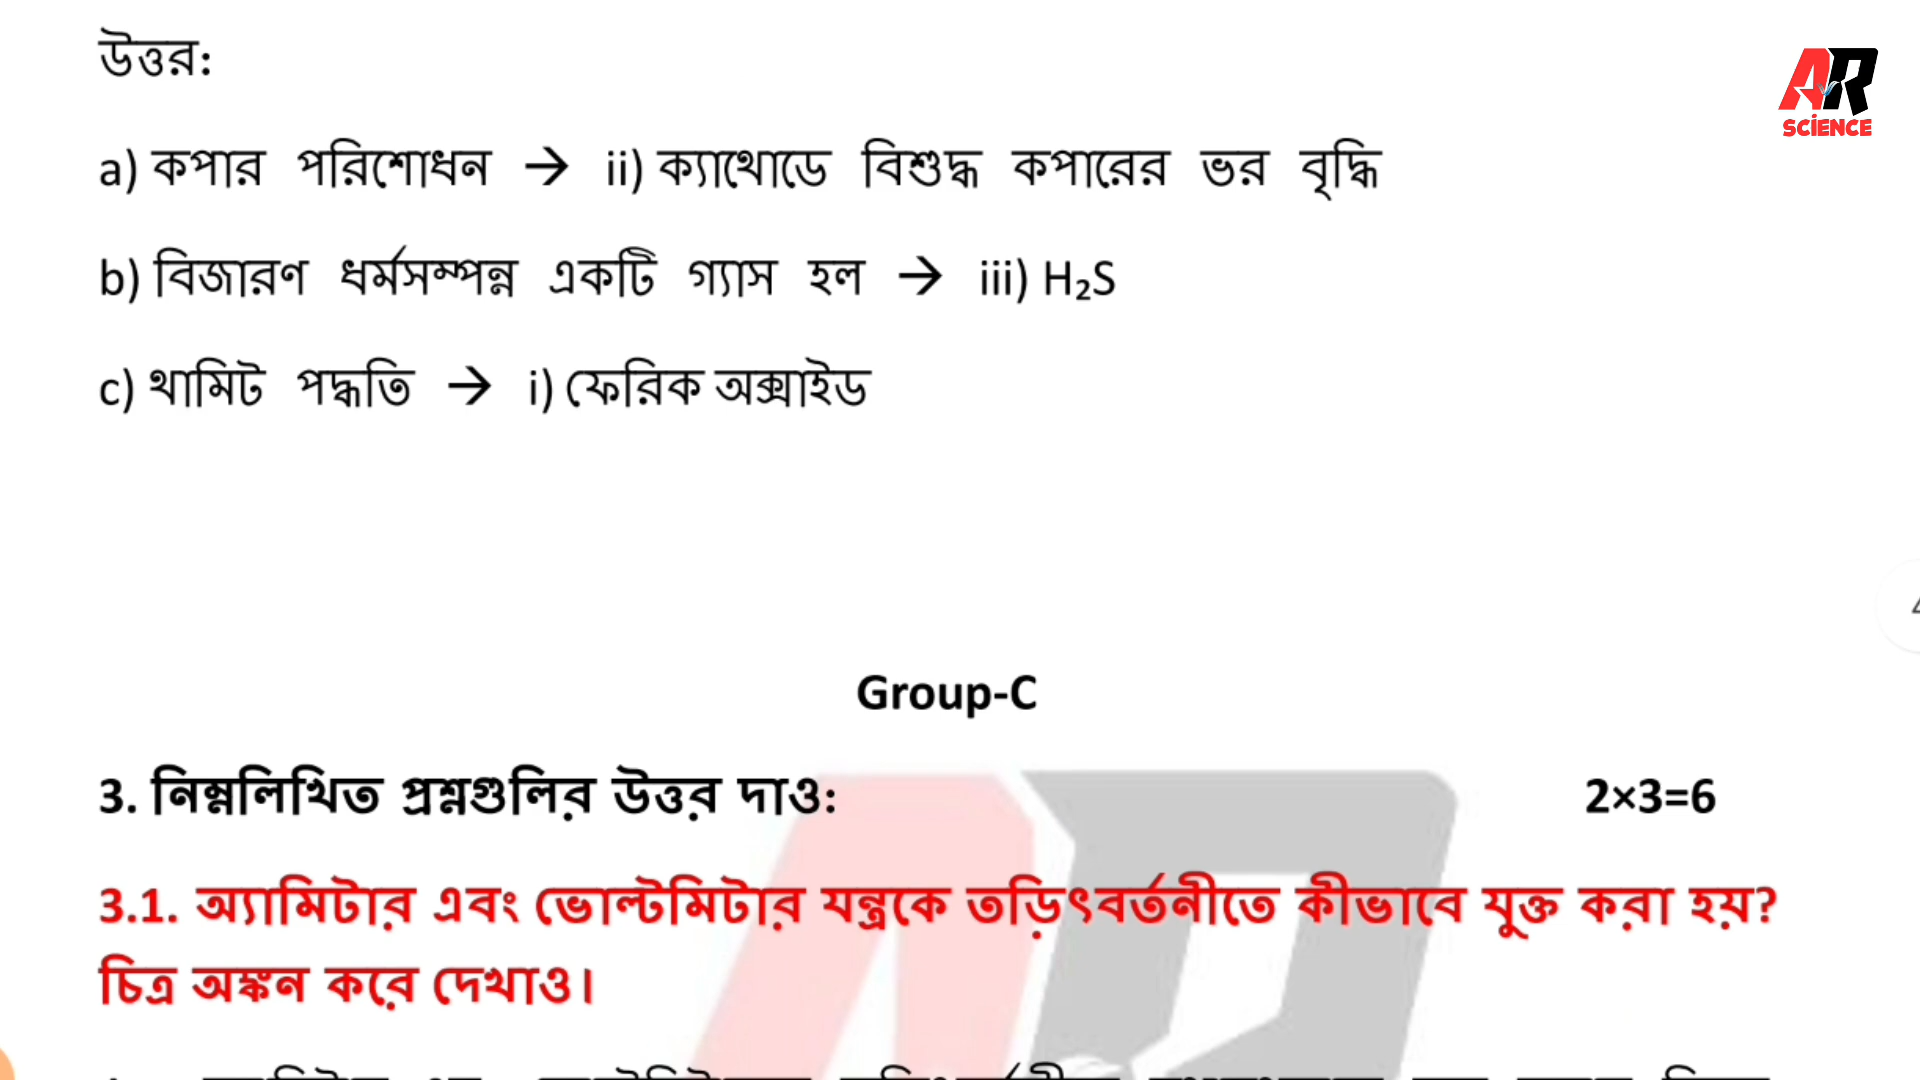 উত্তর:
AR
SCIENCE
a) কপার পরিশোধন → ii) ক্যাথোডে বিশুদ্ধ কপারের ভর বৃদ্ধি
b) বিজারণ ধর্মসম্পন্ন একটি গ্যাস হল → iii) H₂S
c) থামিট পদ্ধতি → i) ফেরিক অক্সাইড
Group-C
3. নিম্নলিখিত প্রশ্নগুলির উত্তর দাও: 2×3=6
3.1. অ্যামিটার এবং ভোল্টমিটার যন্ত্রকে তড়িৎবর্তনীতে কীভাবে যুক্ত করা হয়?
চিত্র অঙ্কন করে দেখাও।